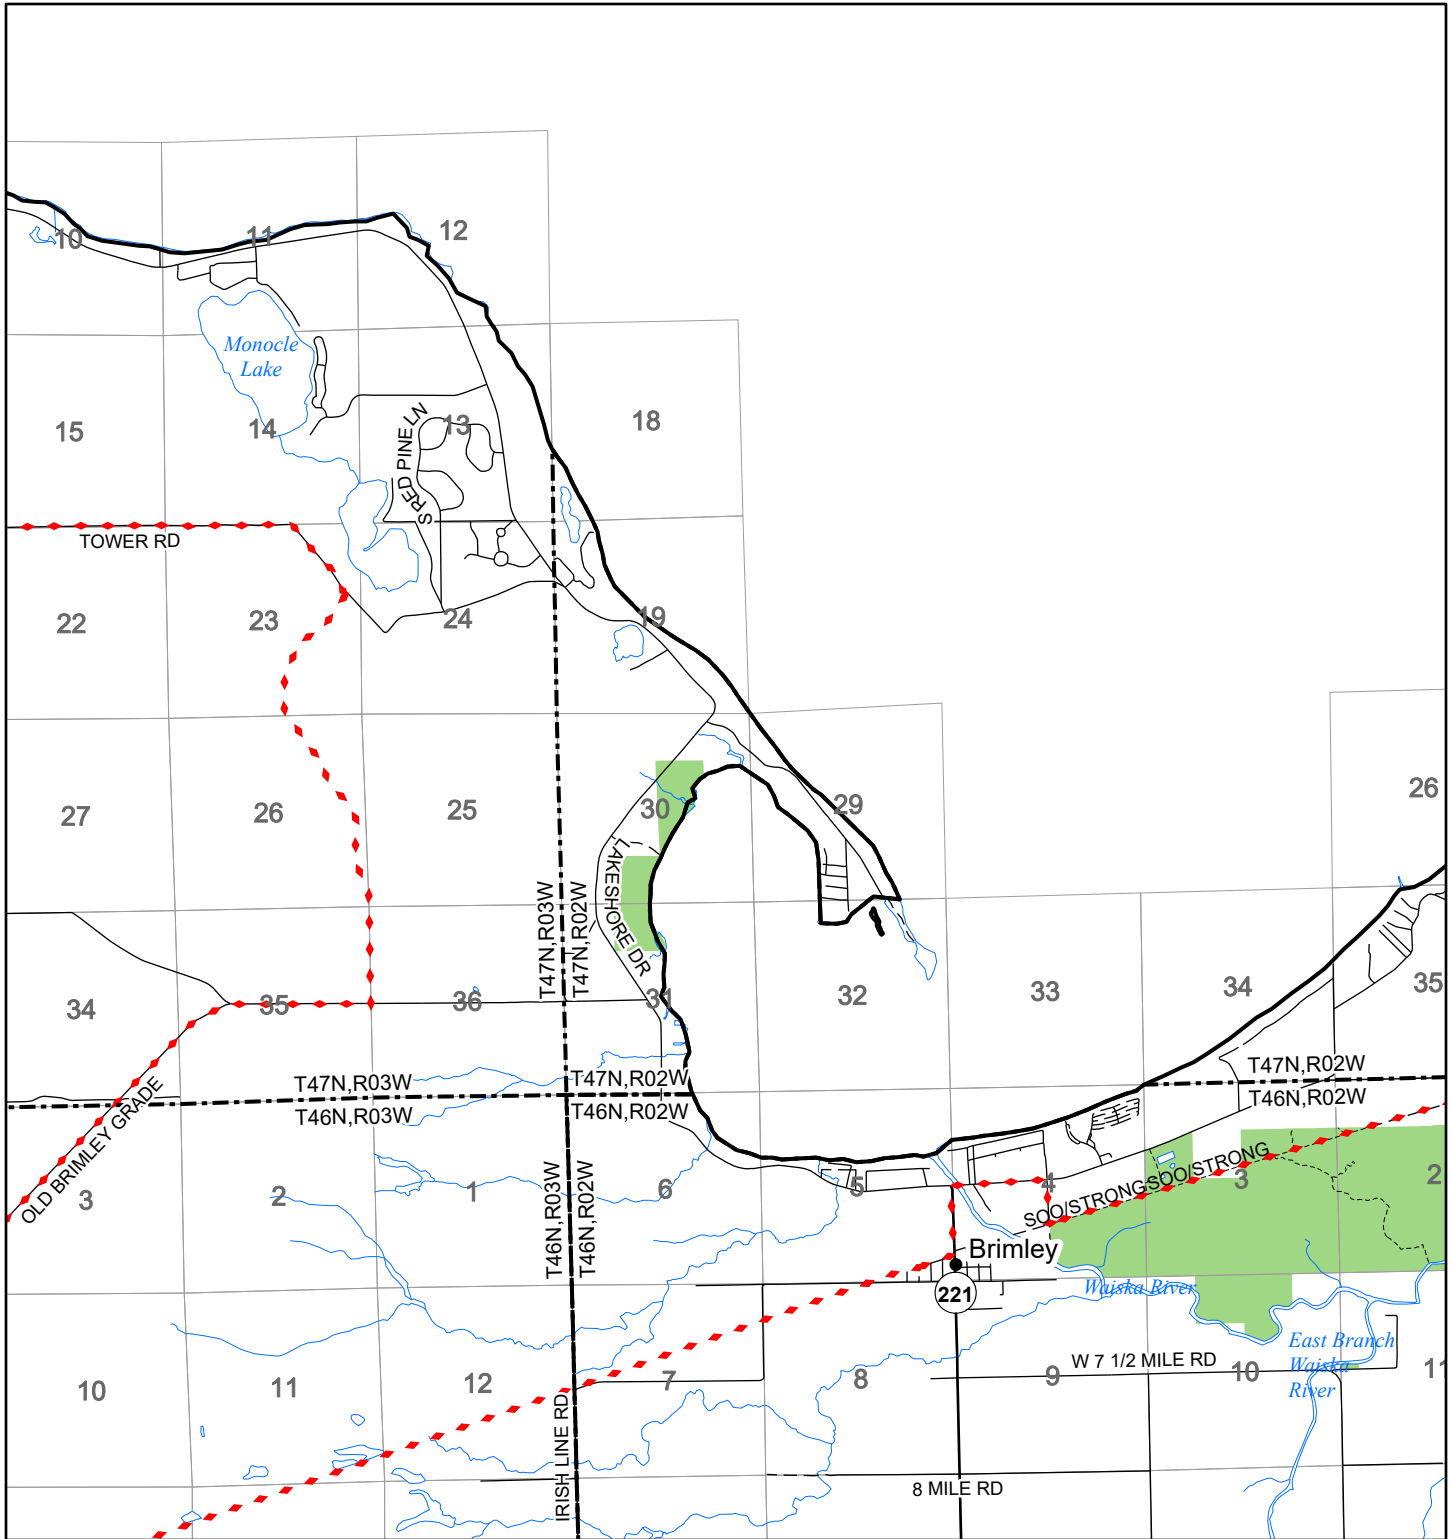 10
11
12
Monocle
Lake
15
14
13
18
S RED PINE LN
TOWER RD
22
23
24
19
27
26
25
30
29
26
LAKESHORE DR
T47N,R03W
T47N,R02W
34
35
36
31
32
33
34
35
T47N,R03W
T46N,R03W
T47N,R02W
T46N,R02W
T47N,R02W
T46N,R02W
OLD BRIMLEY GRADE
3
2
1
6
5
4
3
2
SOO/STRONG
SOO/STRONG
T46N,R03W
T46N,R02W
Brimley
221
Waiska River
East Branch
Waiska
River
W 7 1/2 MILE RD
10
11
12
7
8
9
10
11
IRISH LINE RD
8 MILE RD